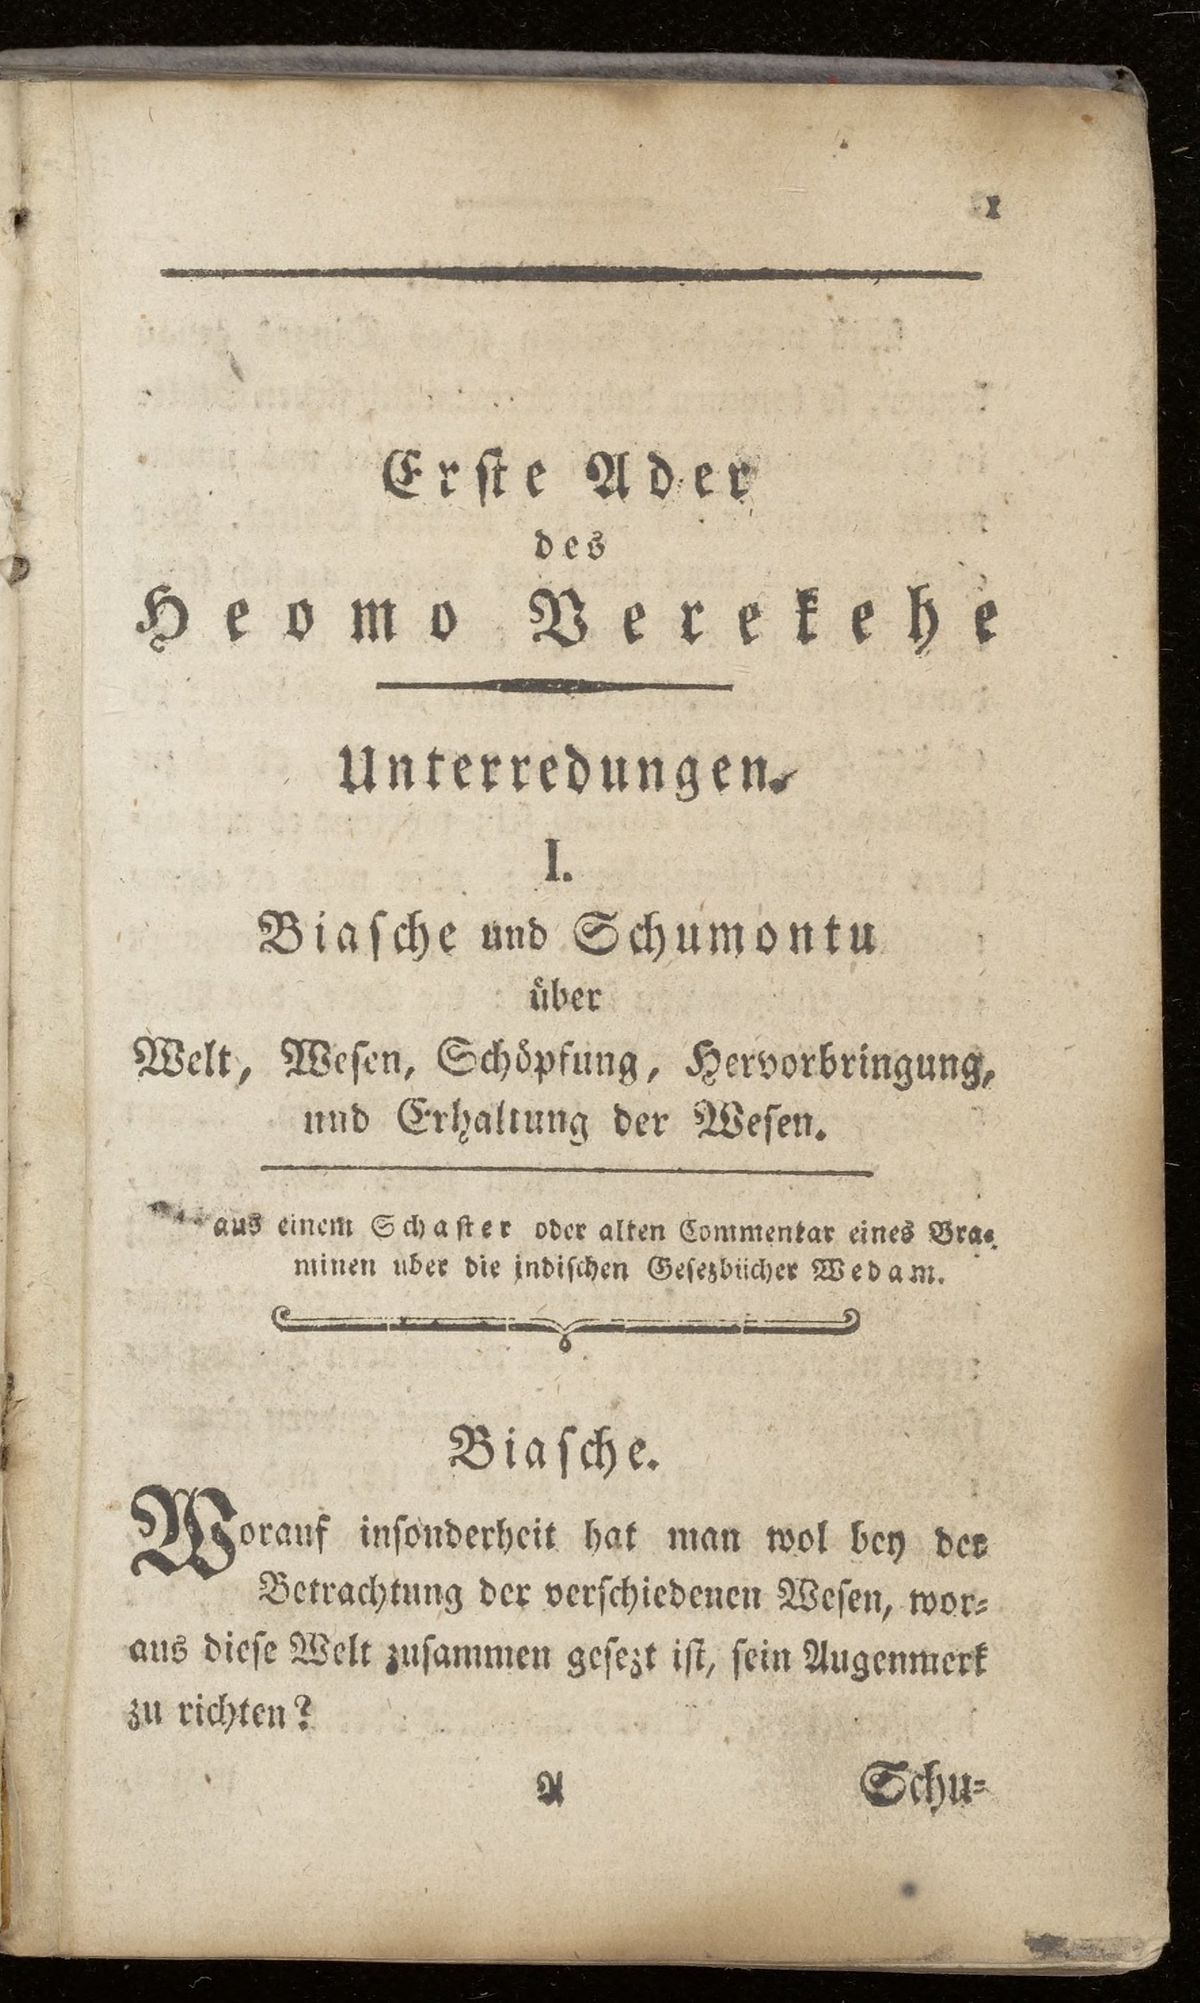 1
Erſte Ader
des
Heomo Verekehe
Unterredungen.
I.
Biaſche und Schumontu
über
Welt, Weſen, Schöpfung, Hervorbringung,
und Erhaltung der Weſen.
aus einem Schaſter oder alten Commentar eines Bra⸗
minen uber die indiſchen Geſezbücher Wedam.
Biaſche.
Worauf inſonderheit hat man wol bey der
Betrachtung der verſchiedenen Weſen, wor⸗
aus dieſe Welt zuſammen geſezt iſt, ſein Augenmerk
zu richten?
A Schu⸗